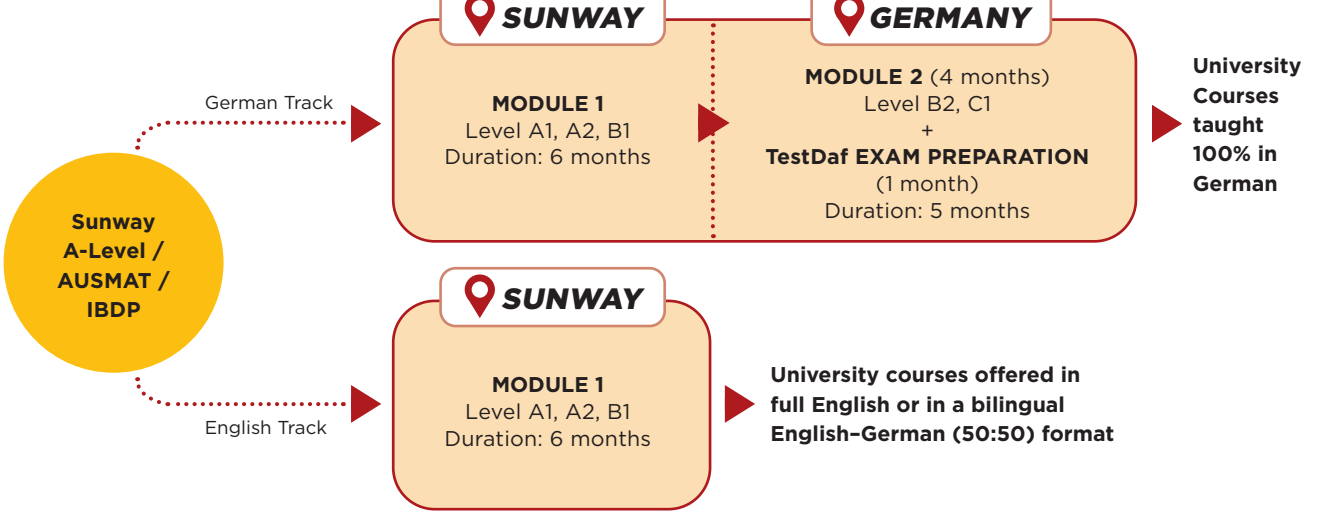 Sunway
A-Level /
AUSMAT /
IBDP
German Track
SUNWAY
MODULE 1
Level A1, A2, B1
Duration: 6 months
GERMANY
MODULE 2 (4 months)
Level B2, C1
+
TestDaf EXAM PREPARATION
(1 month)
Duration: 5 months
University
Courses
taught
100% in
German
English Track
SUNWAY
MODULE 1
Level A1, A2, B1
Duration: 6 months
University courses offered in
full English or in a bilingual
English–German (50:50) format